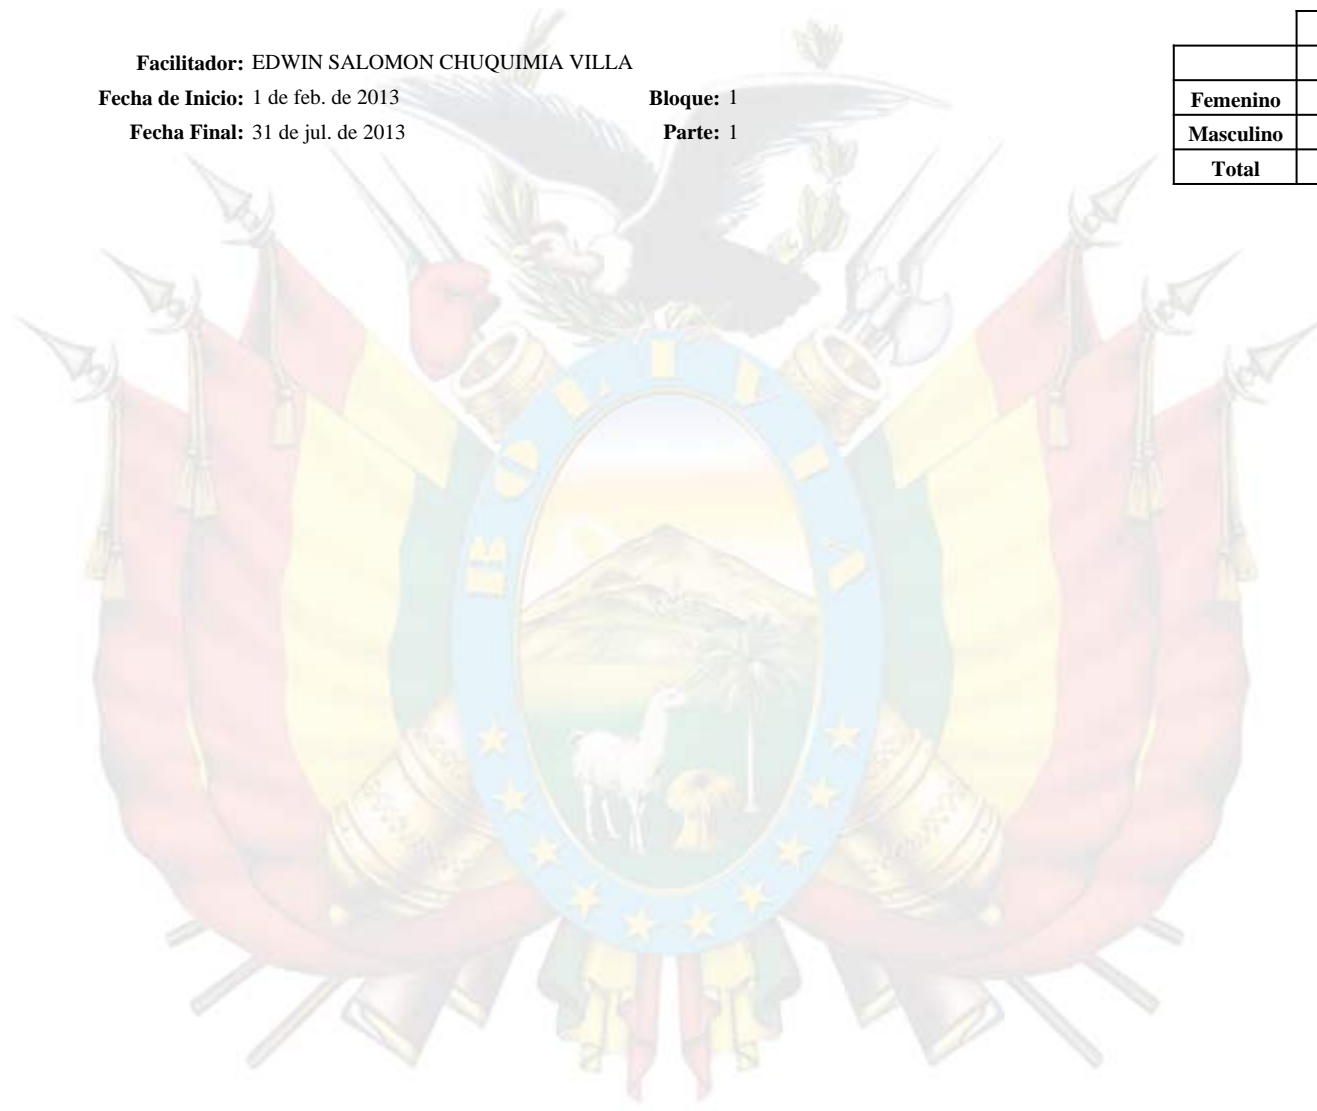 Facilitador: EDWIN SALOMON CHUQUIMIA VILLA
Fecha de Inicio: 1 de feb. de 2013 Bloque: 1
Fecha Final: 31 de jul. de 2013 Parte: 1
Femenino
Masculino
Total
BOLIVIA